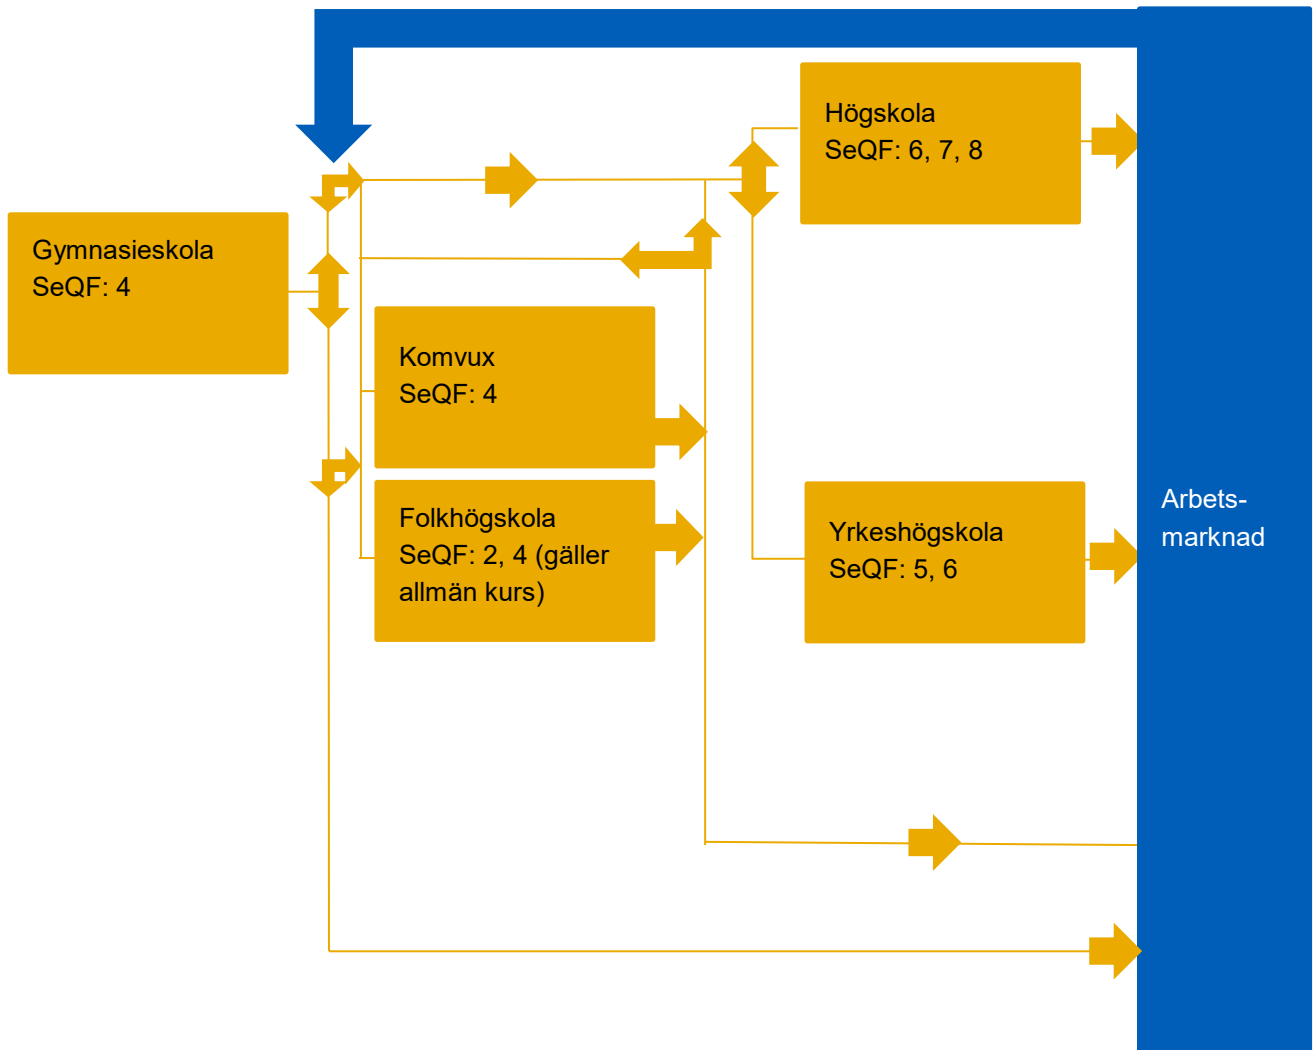 Högskola
SeQF: 6, 7, 8
Gymnasieskola
SeQF: 4
Komvux
SeQF: 4
Folkhögskola
SeQF: 2, 4 (gäller
allmän kurs)
Yrkeshögskola
SeQF: 5, 6
Arbets-
marknad